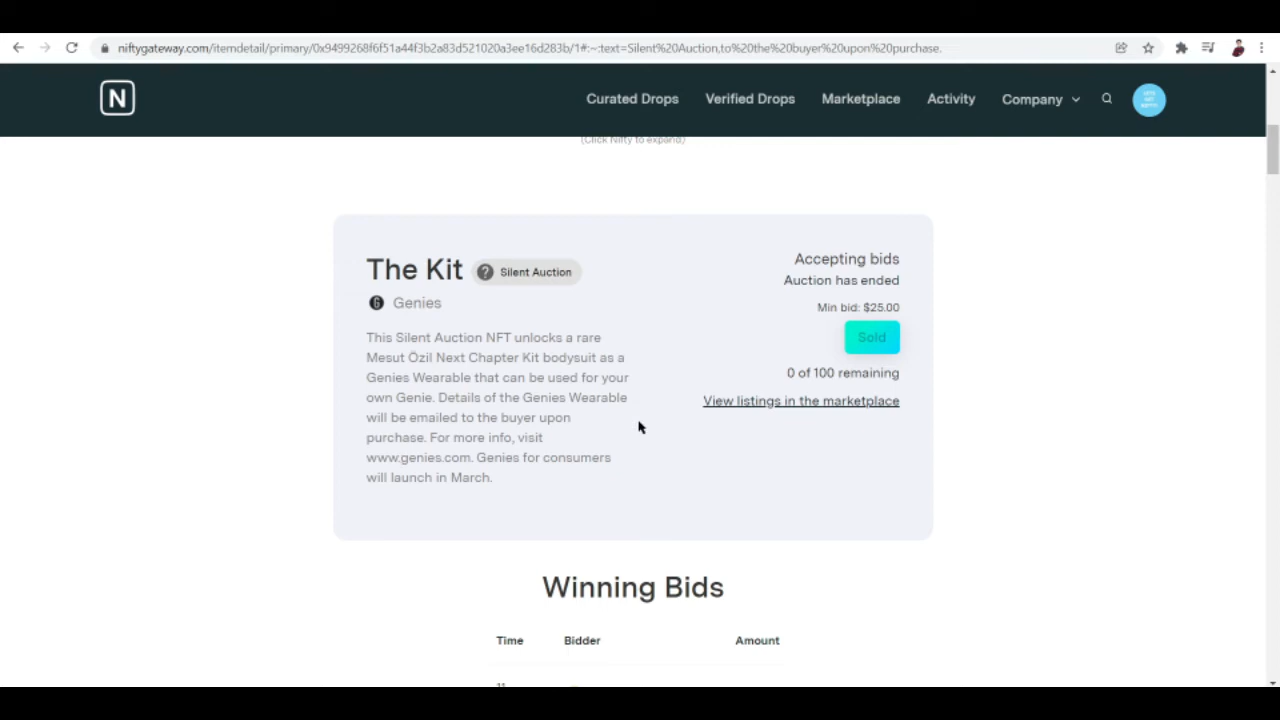 niftygateway.com/itemdetail/primary/0x9499268f6f51a44f3b2a83d521020a3ee16d283b/1#:~:text=Silent%20Auction,to%20the%20buyer%20upon%20purchase.
N
Curated Drops
Verified Drops
Marketplace
Activity
Company
(Click Nifty to expand)
The Kit
? Silent Auction
Genies
This Silent Auction NFT unlocks a rare
Mesut Özil Next Chapter Kit bodysuit as a
Genies Wearable that can be used for your
own Genie. Details of the Genies Wearable
will be emailed to the buyer upon
purchase. For more info, visit
www.genies.com. Genies for consumers
will launch in March.
Accepting bids
Auction has ended
Min bid: $25.00
Sold
0 of 100 remaining
View listings in the marketplace
Winning Bids
Time Bidder Amount